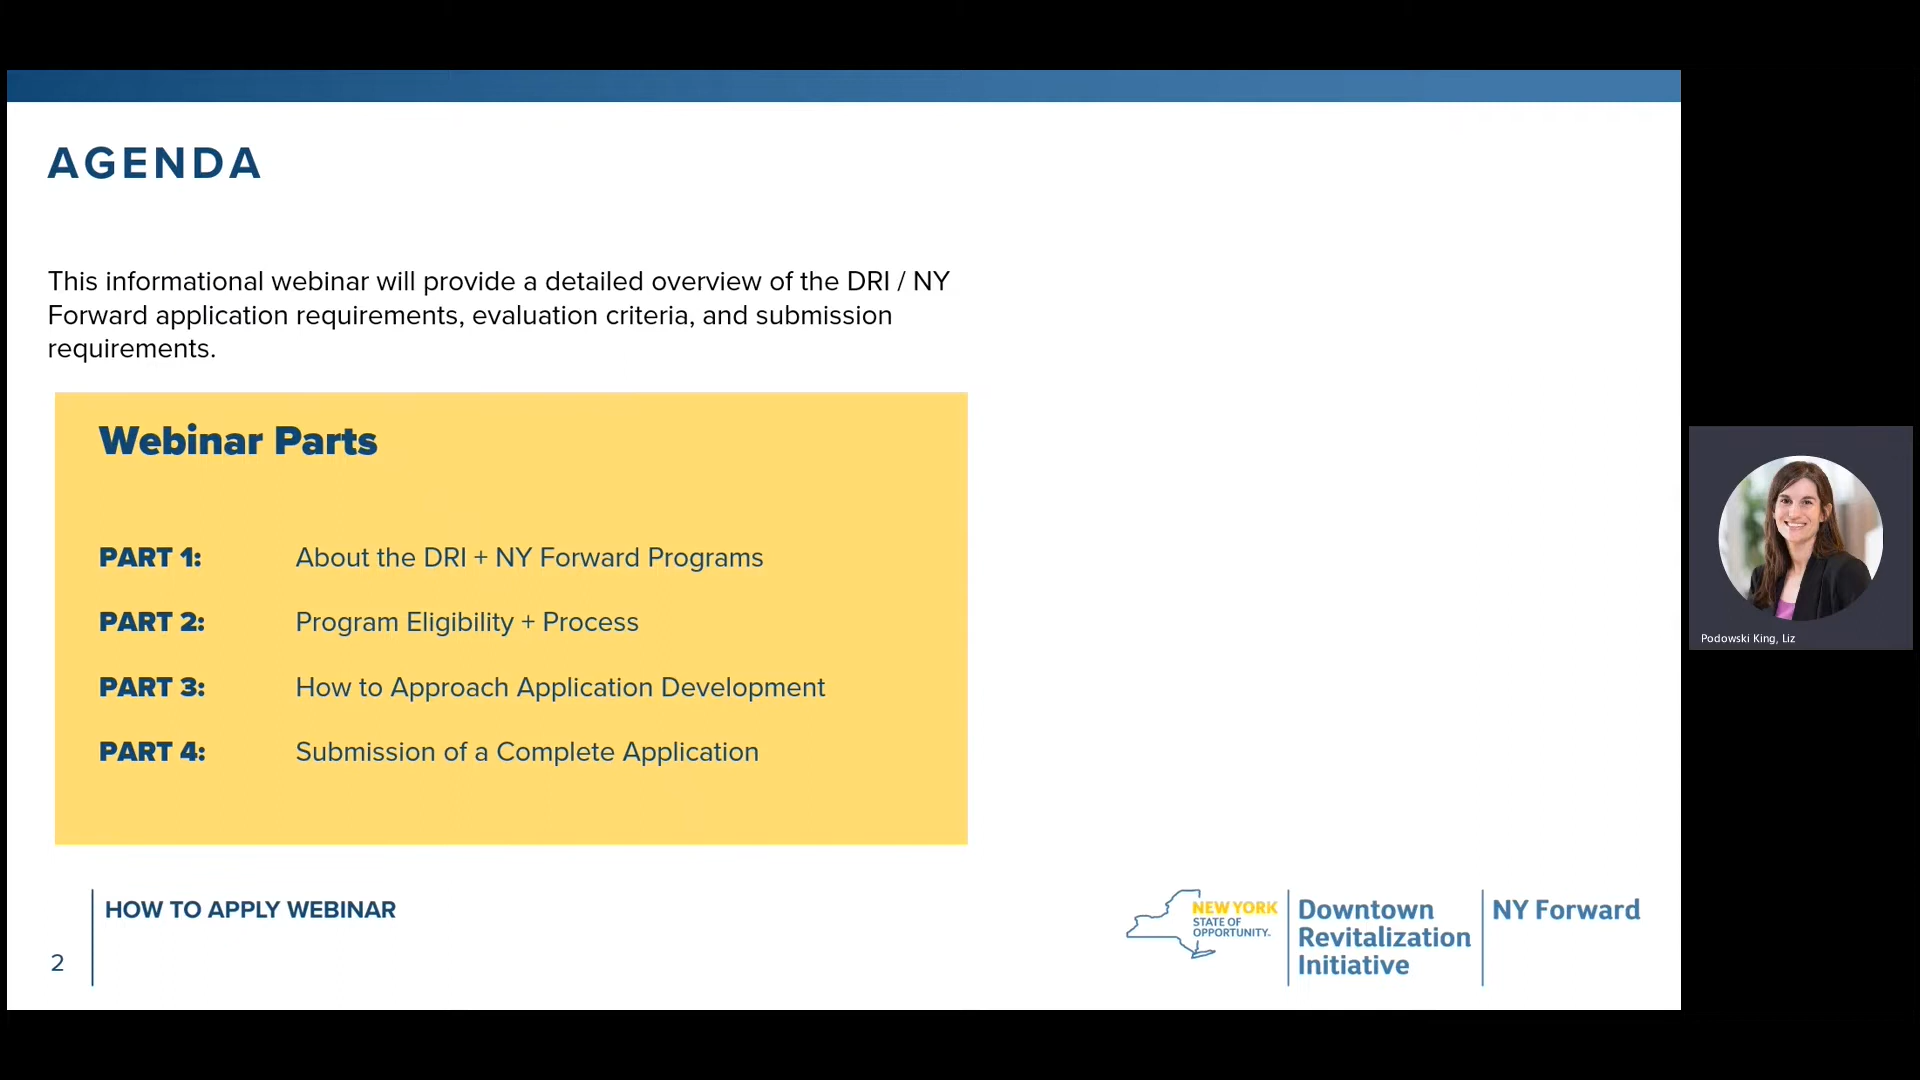 AGENDA
This informational webinar will provide a detailed overview of the DRI / NY
Forward application requirements, evaluation criteria, and submission
requirements.
Webinar Parts
PART 1: About the DRI + NY Forward Programs
PART 2: Program Eligibility + Process
PART 3: How to Approach Application Development
PART 4: Submission of a Complete Application
HOW TO APPLY WEBINAR
2
NEW YORK
STATE OF
OPPORTUNITY™
Downtown
Revitalization
Initiative
NY Forward
Podowski King, Liz